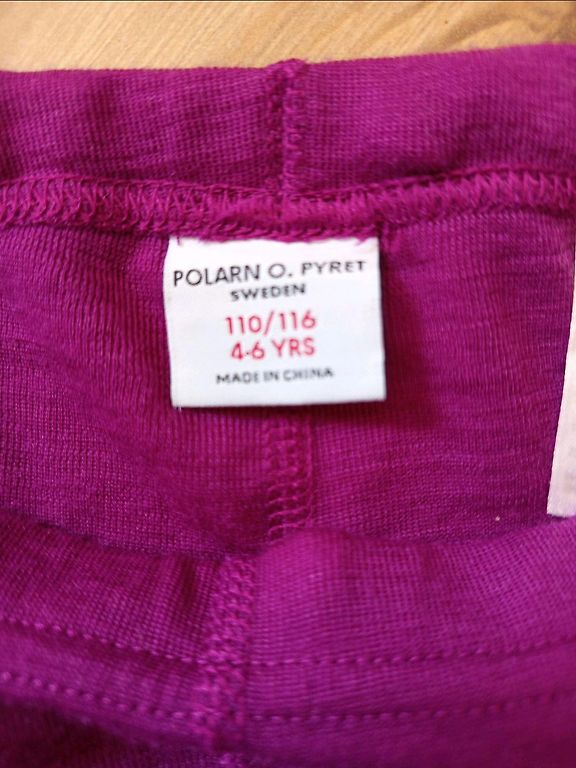 POLARN O. PYRET
SWEDEN
110/116
4-6 YRS
MADE IN CHINA